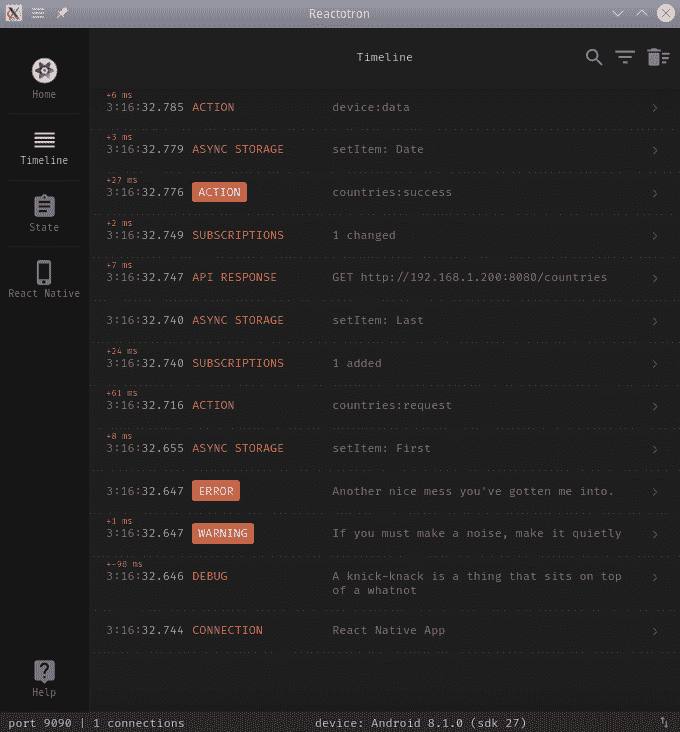 Reactotron
Timeline
Home
Timeline
State
React Native
Help
+6 ms
3:16:32.785 ACTION device:data
+3 ms
3:16:32.779 ASYNC STORAGE setItem: Date
+27 ms
3:16:32.776 ACTION countries:success
+2 ms
3:16:32.749 SUBSCRIPTIONS 1 changed
+7 ms
3:16:32.747 API RESPONSE GET http://192.168.1.200:8080/countries
3:16:32.740 ASYNC STORAGE setItem: Last
+24 ms
3:16:32.740 SUBSCRIPTIONS 1 added
+61 ms
3:16:32.716 ACTION countries:request
+8 ms
3:16:32.655 ASYNC STORAGE setItem: First
3:16:32.647 ERROR Another nice mess you've gotten me into.
+1 ms
3:16:32.647 WARNING If you must make a noise, make it quietly
+-98 ms
3:16:32.646 DEBUG A knick-knack is a thing that sits on top
of a whatnot
3:16:32.744 CONNECTION React Native App
port 9090 | 1 connections device: Android 8.1.0 (sdk 27)